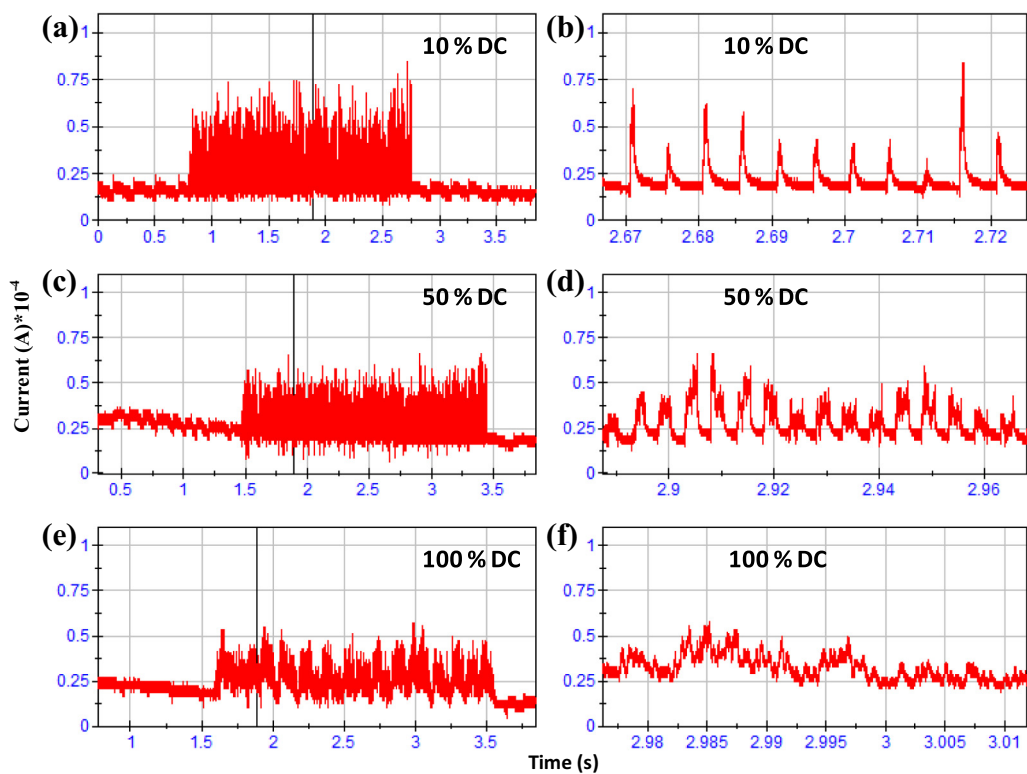 (a)
10 % DC
1
0.75
0.5
0.25
0
0 0.5 1 1.5 2 2.5 3 3.5
(b)
10 % DC
1
0.75
0.5
0.25
0
2.67 2.68 2.69 2.7 2.71 2.72
(c)
50 % DC
1
0.75
0.5
0.25
0
0.5 1 1.5 2 2.5 3 3.5
(d)
50 % DC
1
0.75
0.5
0.25
0
2.9 2.92 2.94 2.96
Current (A)*10⁻⁴
(e)
100 % DC
1
0.75
0.5
0.25
0
1 1.5 2 2.5 3 3.5
(f)
100 % DC
1
0.75
0.5
0.25
0
2.98 2.985 2.99 2.995 3 3.005 3.01
Time (s)